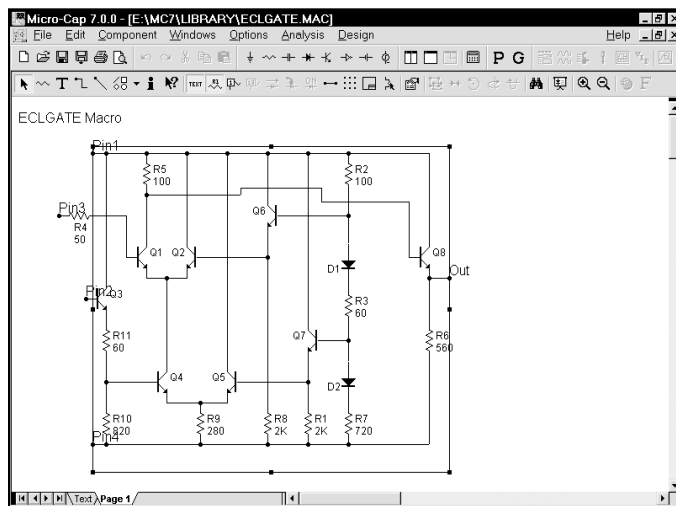 Micro-Cap 7.0.0 - [E:\MC7\LIBRARY\ECLGATE.MAC]
File Edit Component Windows Options Analysis Design Help
P G
T i ? TEXT F
ECLGATE Macro
Pin1
R5
100
R2
100
Pin3
R4
50
Q6
Q1 Q2
Q8
D1
Out
Pin2
Q3
R3
60
R11
60
Q7
R6
560
Q4 Q5
D2
R10
820
R9
280
R8
2K
R1
2K
R7
720
Pin4
Text Page 1